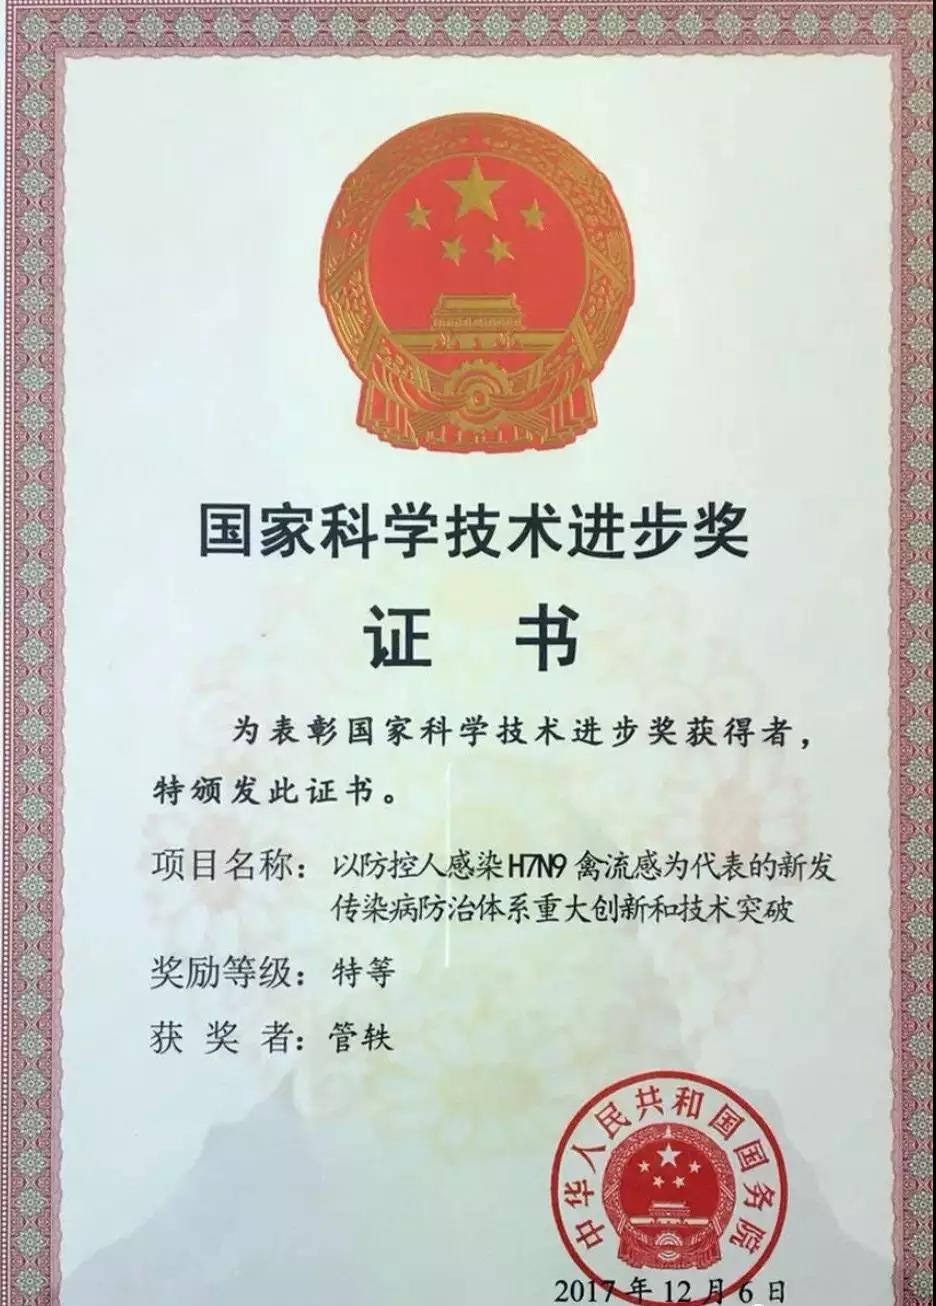 国家科学技术进步奖
证 书
为表彰国家科学技术进步奖获得者，
特颁发此证书。
项目名称：以防控人感染H7N9禽流感为代表的新发
传染病防治体系重大创新和技术突破
奖励等级：特等
获 奖 者：管轶
中华人民共和国国务院
2017年12月6日